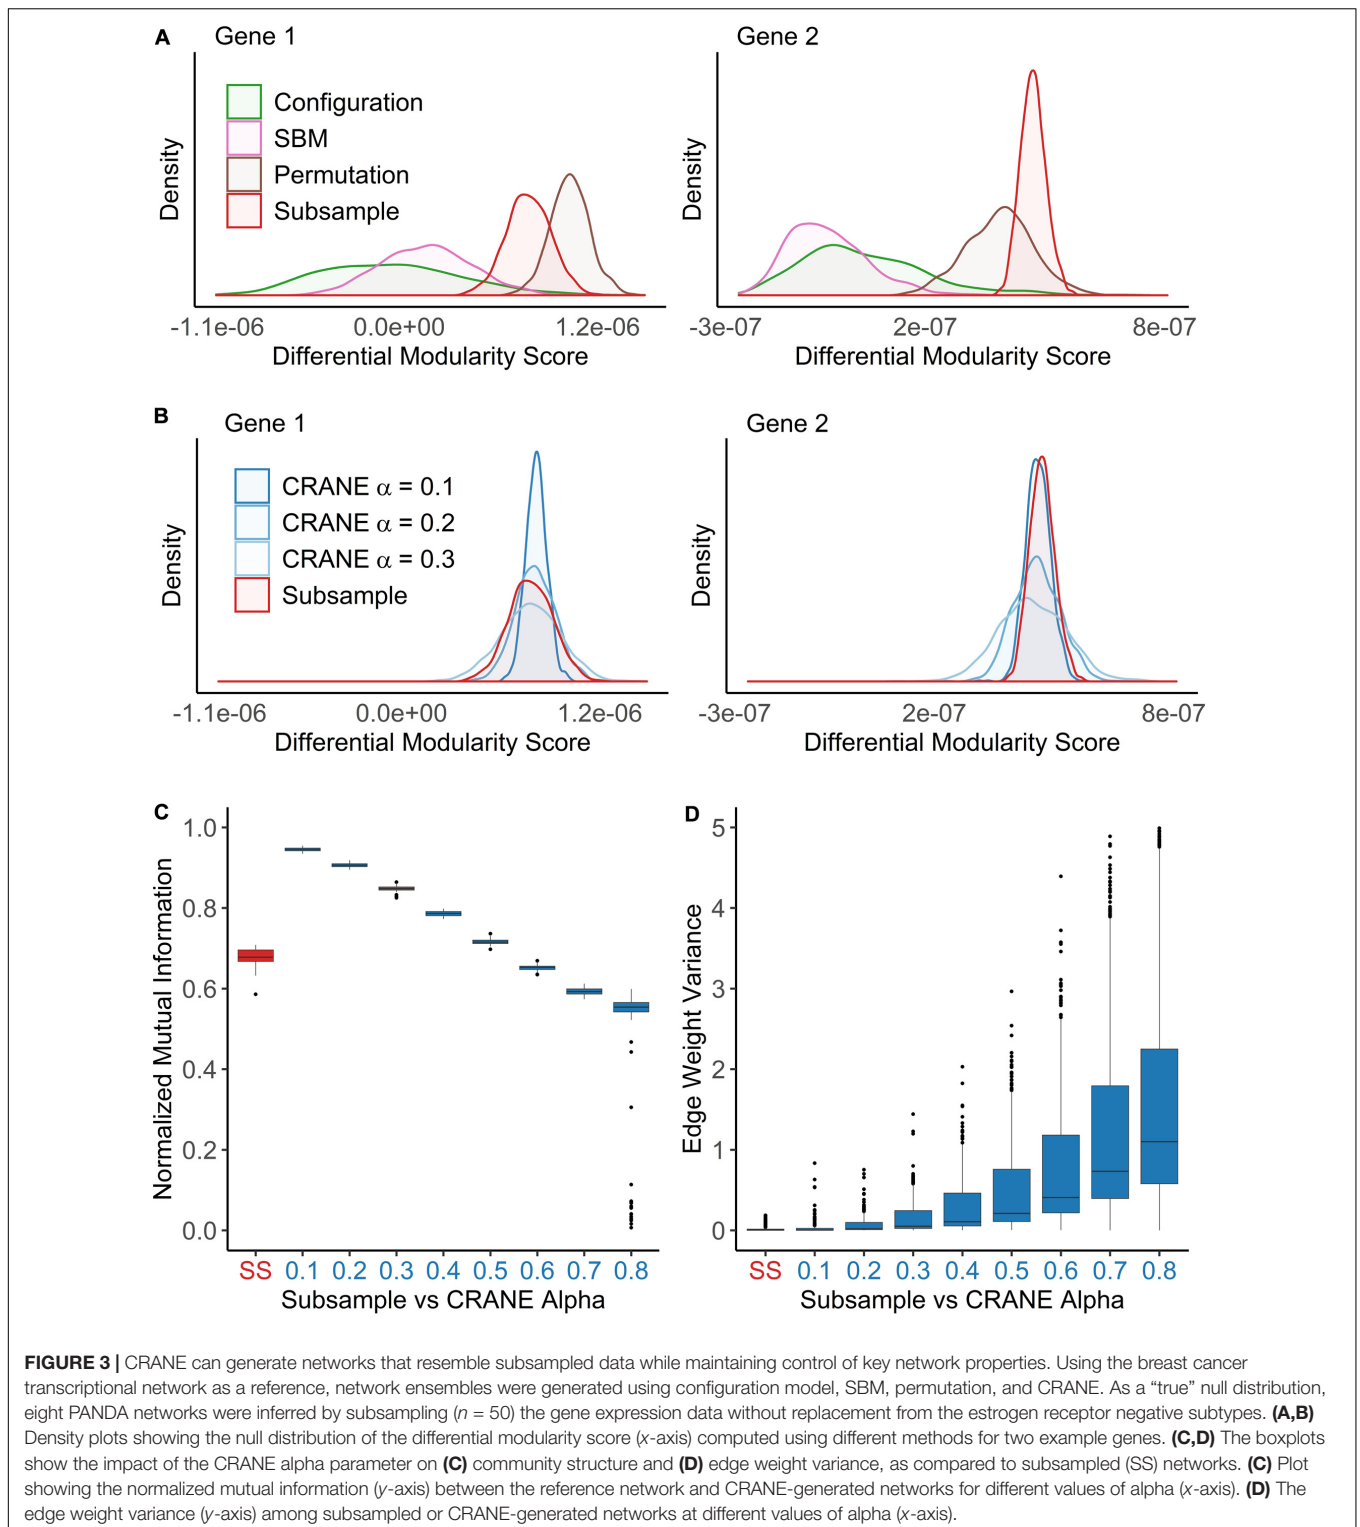 A
Gene 1
Density
Configuration
SBM
Permutation
Subsample
-1.1e-06 0.0e+00 1.2e-06
Differential Modularity Score
Gene 2
Density
-3e-07 2e-07 8e-07
Differential Modularity Score
B
Gene 1
Density
CRANE α = 0.1
CRANE α = 0.2
CRANE α = 0.3
Subsample
-1.1e-06 0.0e+00 1.2e-06
Differential Modularity Score
Gene 2
Density
-3e-07 2e-07 8e-07
Differential Modularity Score
C
Normalized Mutual Information
1.0
0.8
0.6
0.4
0.2
0.0
SS 0.1 0.2 0.3 0.4 0.5 0.6 0.7 0.8
Subsample vs CRANE Alpha
D
Edge Weight Variance
5
4
3
2
1
0
SS 0.1 0.2 0.3 0.4 0.5 0.6 0.7 0.8
Subsample vs CRANE Alpha
FIGURE 3 | CRANE can generate networks that resemble subsampled data while maintaining control of key network properties. Using the breast cancer
transcriptional network as a reference, network ensembles were generated using configuration model, SBM, permutation, and CRANE. As a “true” null distribution,
eight PANDA networks were inferred by subsampling (n = 50) the gene expression data without replacement from the estrogen receptor negative subtypes. (A,B)
Density plots showing the null distribution of the differential modularity score (x-axis) computed using different methods for two example genes. (C,D) The boxplots
show the impact of the CRANE alpha parameter on (C) community structure and (D) edge weight variance, as compared to subsampled (SS) networks. (C) Plot
showing the normalized mutual information (y-axis) between the reference network and CRANE-generated networks for different values of alpha (x-axis). (D) The
edge weight variance (y-axis) among subsampled or CRANE-generated networks at different values of alpha (x-axis).